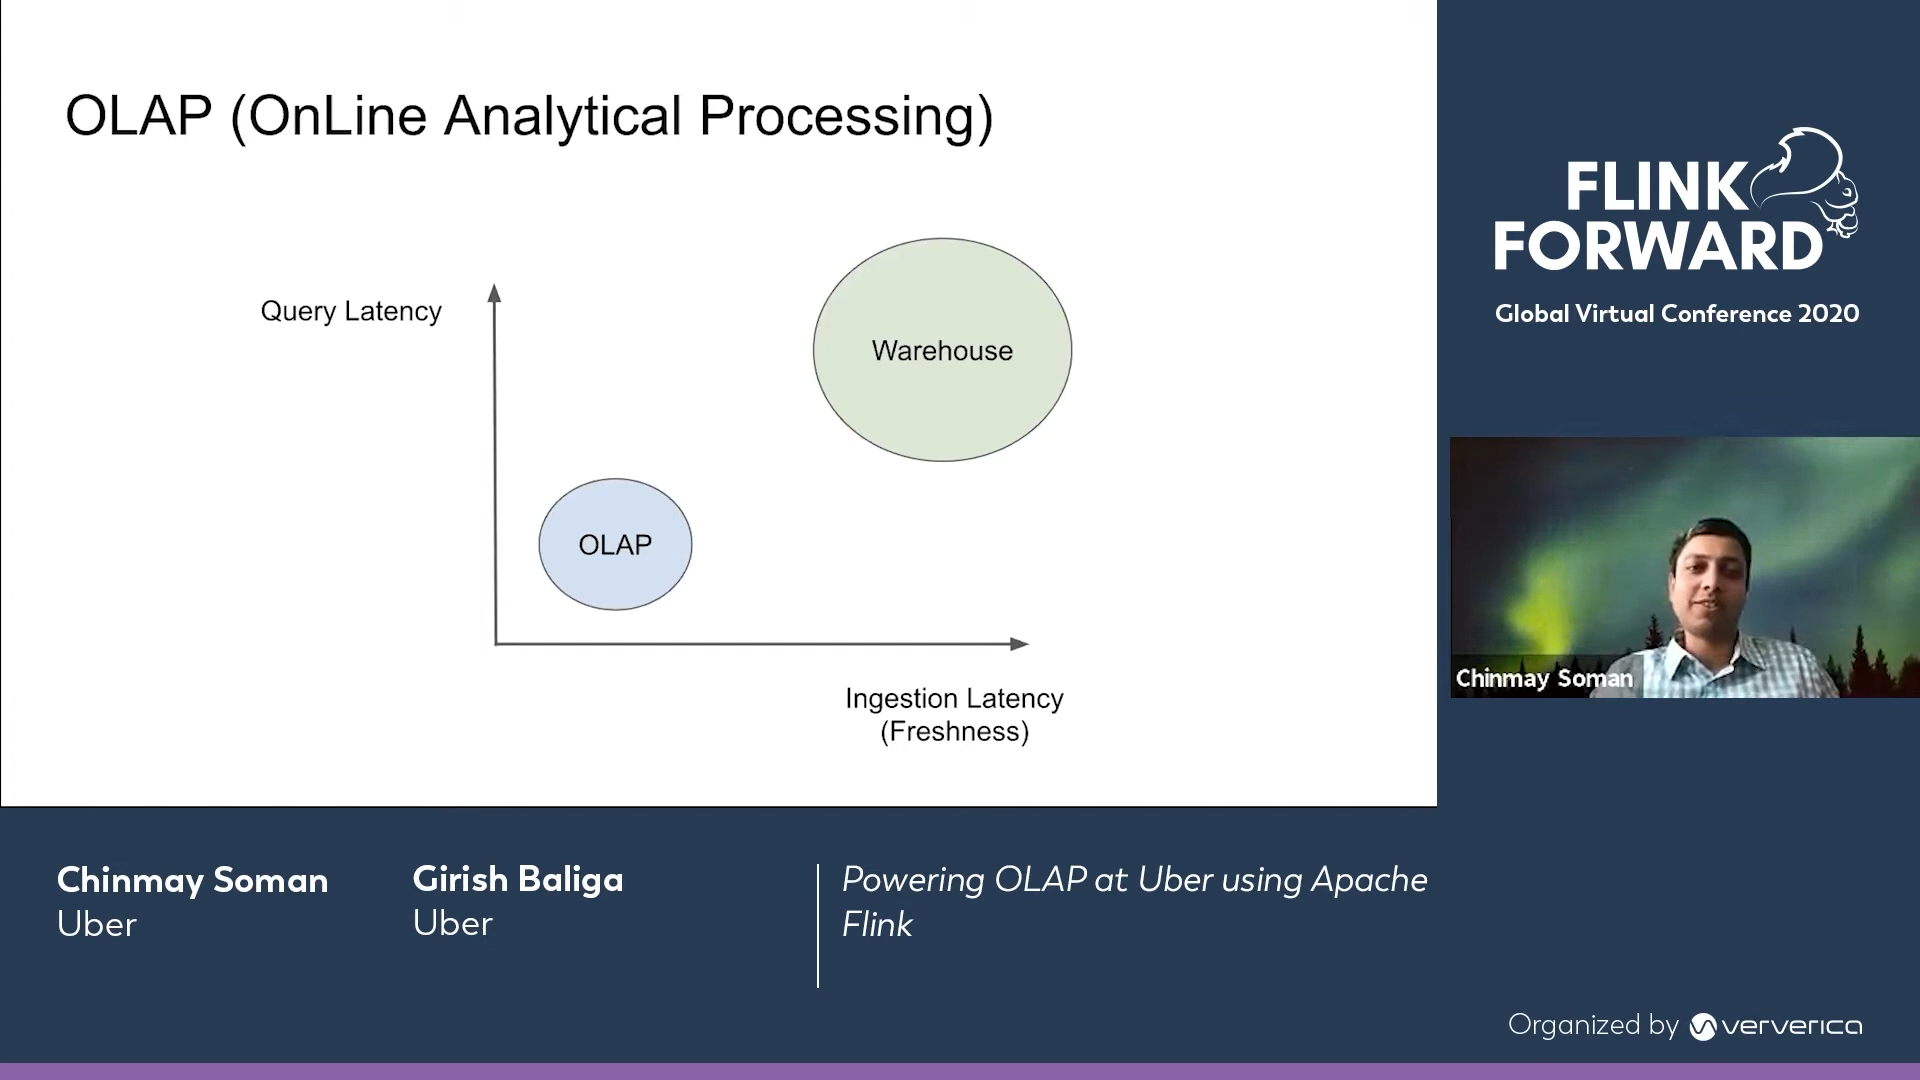 OLAP (OnLine Analytical Processing)
Query Latency
Warehouse
OLAP
Ingestion Latency
(Freshness)
FLINK
FORWARD
Global Virtual Conference 2020
Chinmay Soman
Chinmay Soman
Uber
Girish Baliga
Uber
Powering OLAP at Uber using Apache
Flink
Organized by ververica